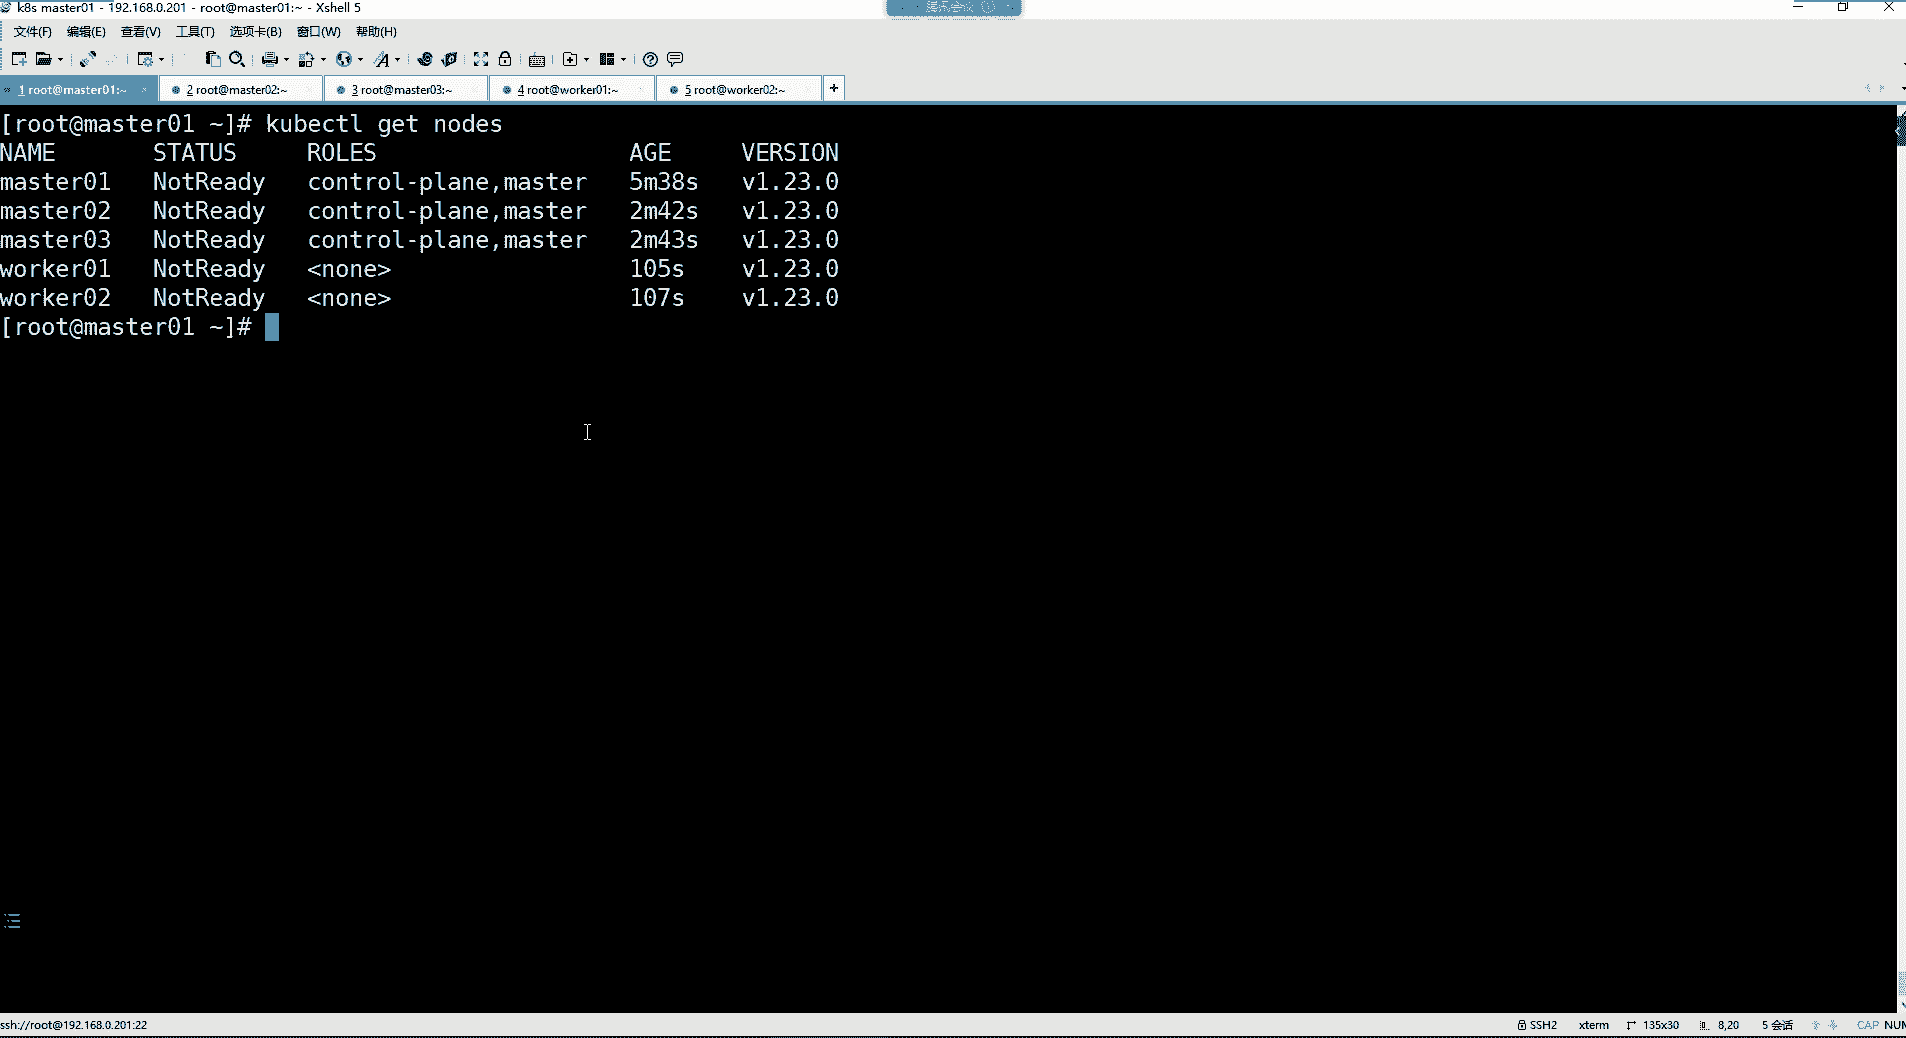 k8s master01 - 192.168.0.201 - root@master01:~ - Xshell 5
腾讯会议
文件(F) 编辑(E) 查看(V) 工具(T) 选项卡(B) 窗口(W) 帮助(H)
1 root@master01:~ 2 root@master02:~ 3 root@master03:~ 4 root@worker01:~ 5 root@worker02:~ +
[root@master01 ~]# kubectl get nodes
NAME STATUS ROLES AGE VERSION
master01 NotReady control-plane,master 5m38s v1.23.0
master02 NotReady control-plane,master 2m42s v1.23.0
master03 NotReady control-plane,master 2m43s v1.23.0
worker01 NotReady <none> 105s v1.23.0
worker02 NotReady <none> 107s v1.23.0
[root@master01 ~]#
ssh://root@192.168.0.201:22 SSH2 xterm 135x30 8,20 5 会话 CAP NUM